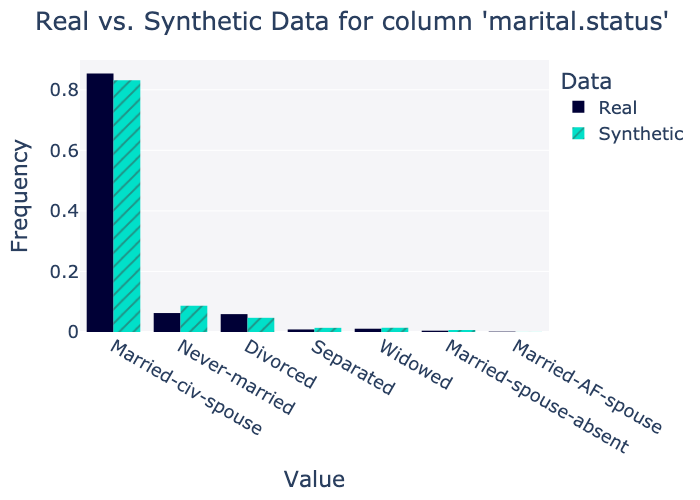 Real vs. Synthetic Data for column 'marital.status'
Data
Real
Synthetic
Frequency
0.8
0.6
0.4
0.2
0
Married-civ-spouse
Never-married
Divorced
Separated
Widowed
Married-spouse-absent
Married-AF-spouse
Value